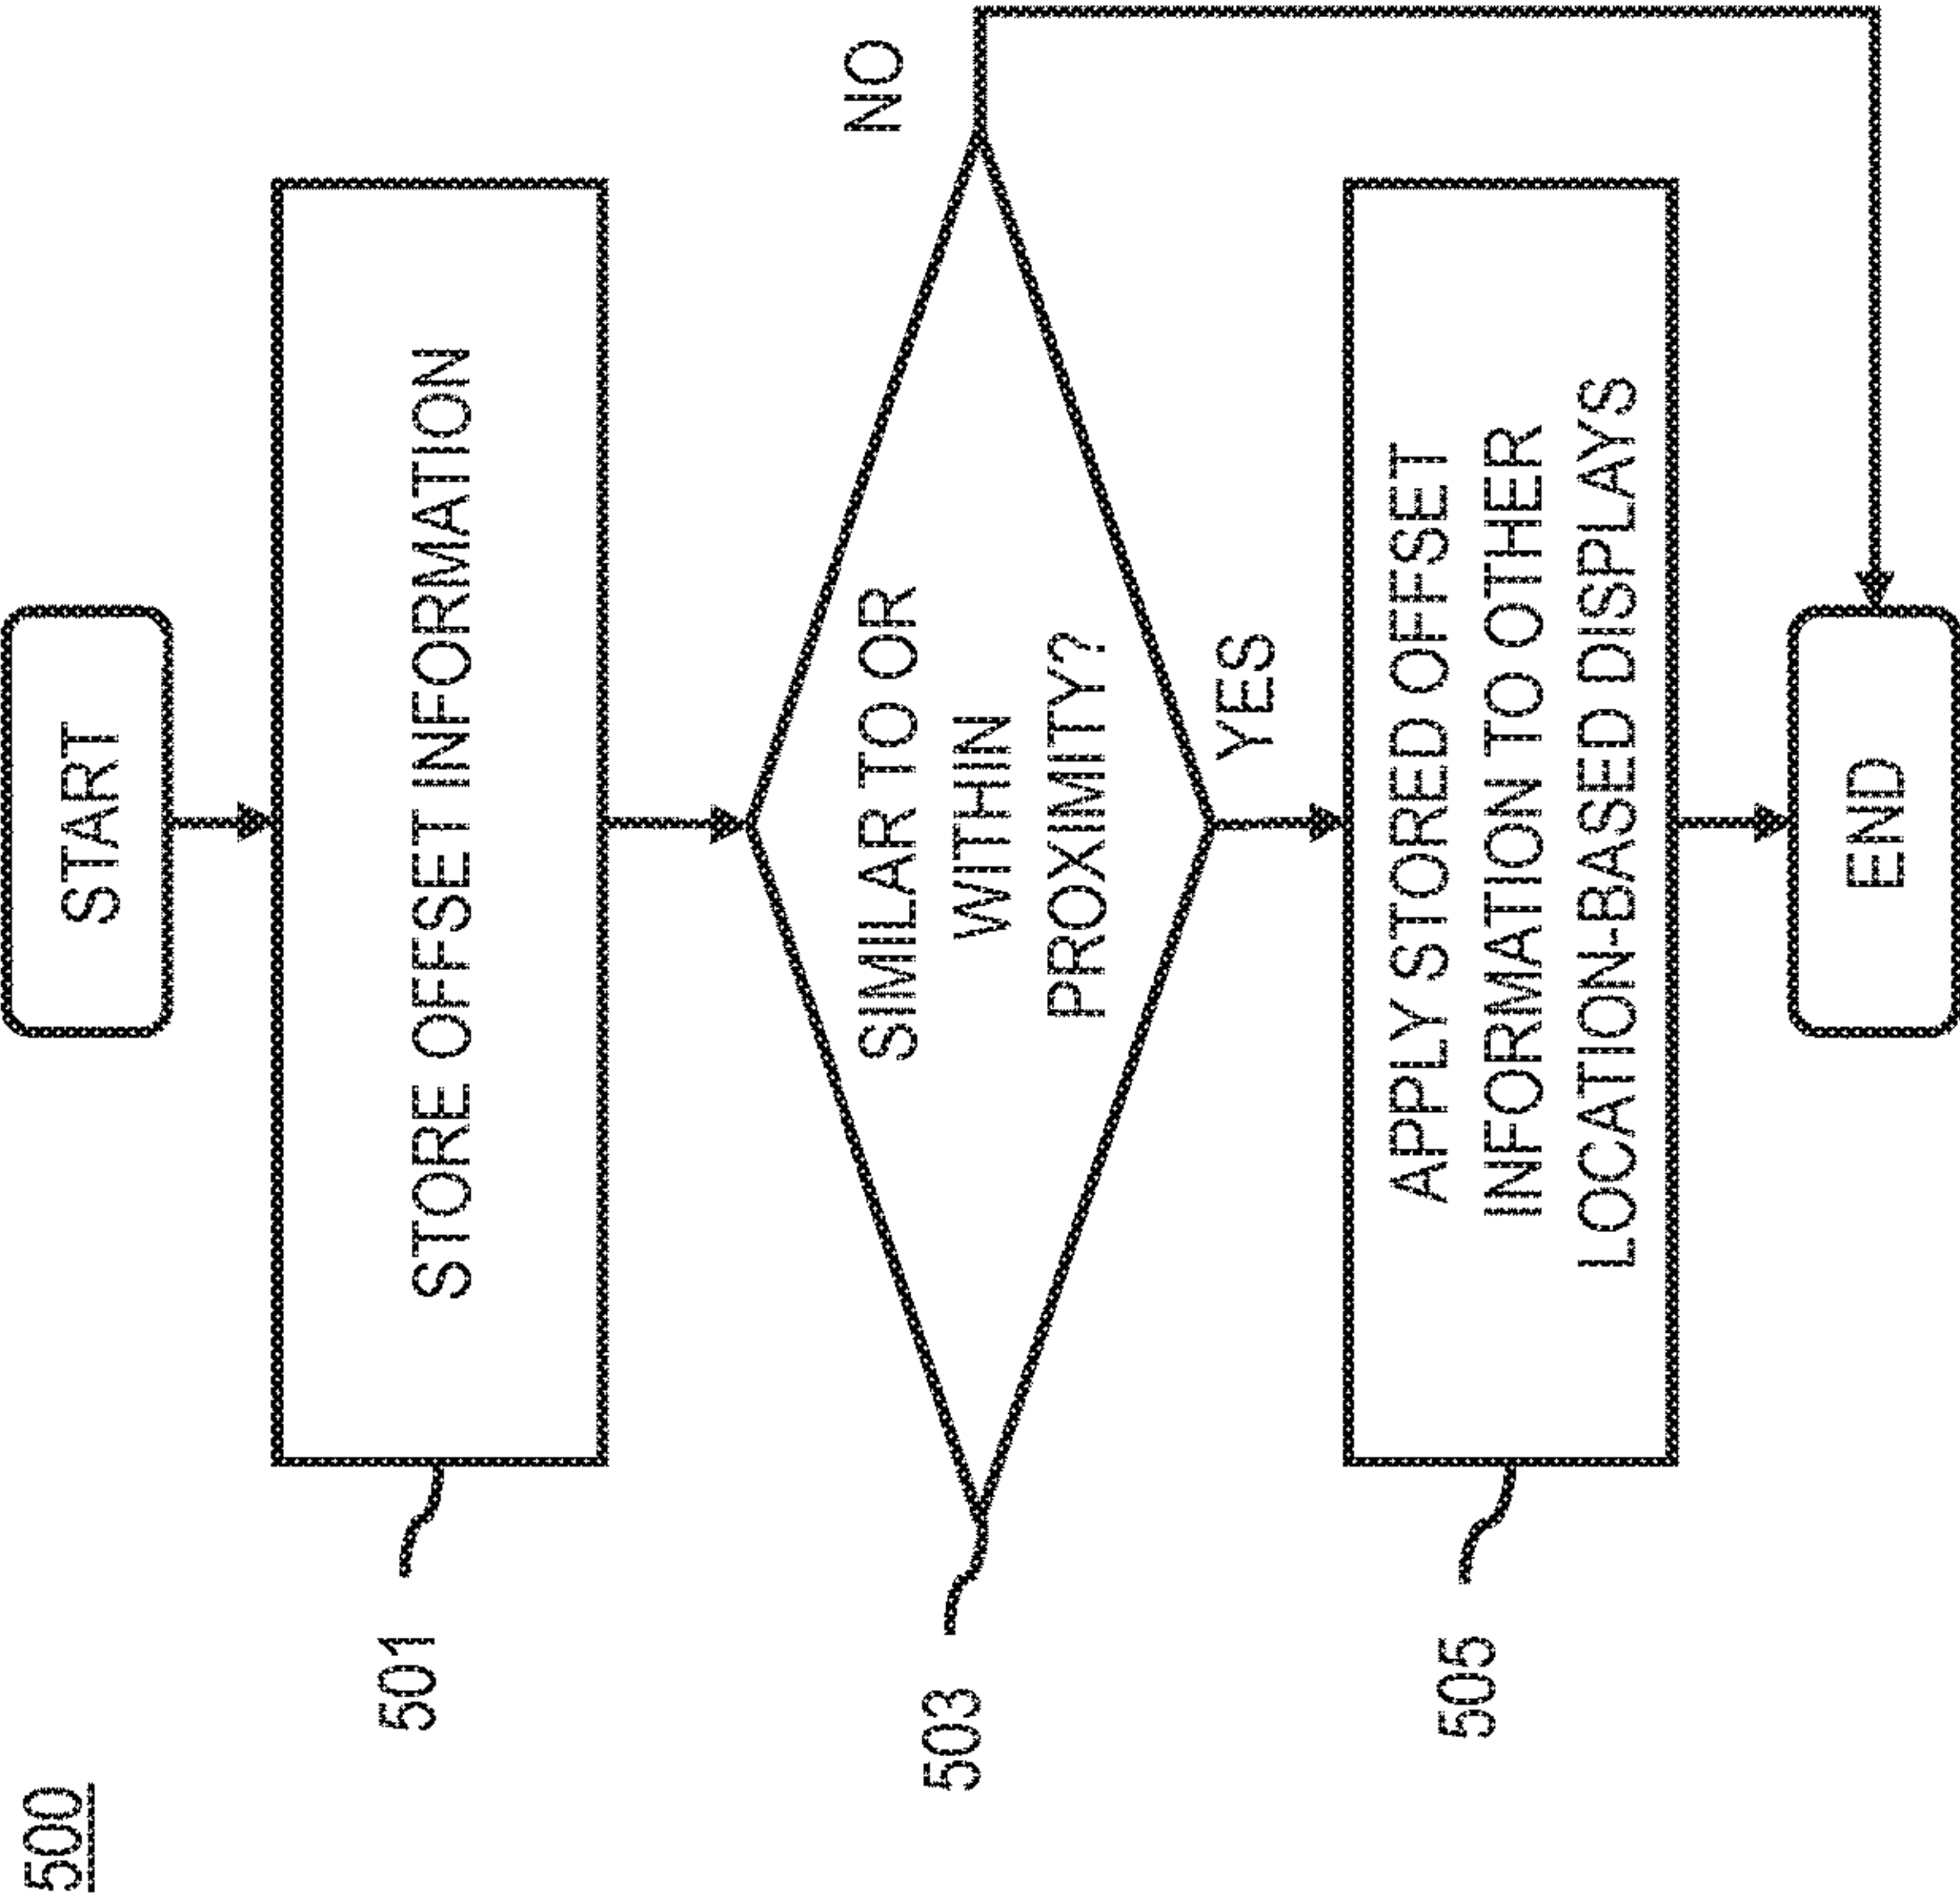 500
START
501
STORE OFFSET INFORMATION
503
SIMILAR TO OR
WITHIN
PROXIMITY?
NO
YES
505
APPLY STORED OFFSET
INFORMATION TO OTHER
LOCATION-BASED DISPLAYS
END